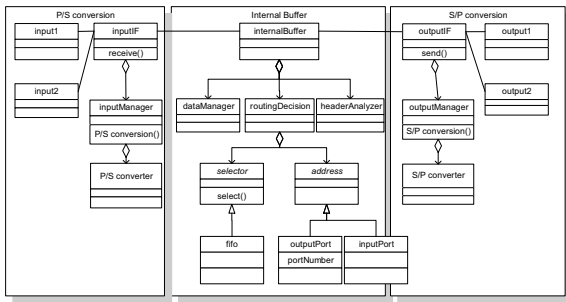 P/S conversion
input1
inputIF
receive()
input2
inputManager
P/S conversion()
P/S converter
Internal Buffer
internalBuffer
dataManager
routingDecision
headerAnalyzer
selector
select()
address
fifo
outputPort
portNumber
inputPort
S/P conversion
outputIF
send()
output1
output2
outputManager
S/P conversion()
S/P converter